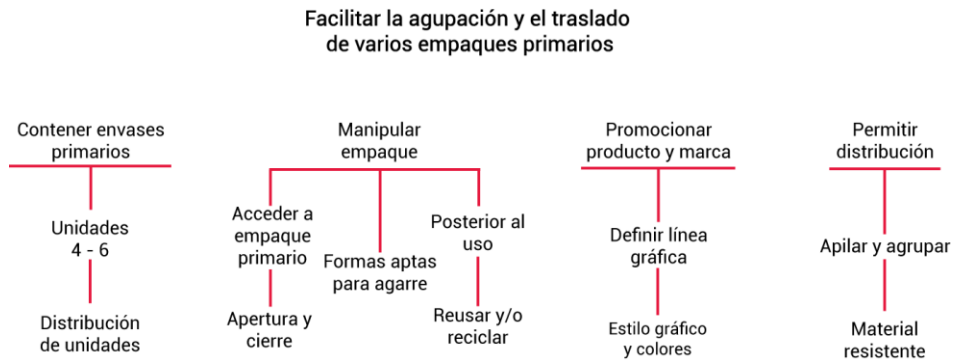 Facilitar la agupación y el traslado
de varios empaques primarios
Contener envases
primarios
Unidades
4 - 6
Distribución
de unidades
Manipular
empaque
Acceder a
empaque
primario
Apertura y
cierre
Formas aptas
para agarre
Posterior al
uso
Reusar y/o
reciclar
Promocionar
producto y marca
Definir línea
gráfica
Estilo gráfico
y colores
Permitir
distribución
Apilar y agrupar
Material
resistente